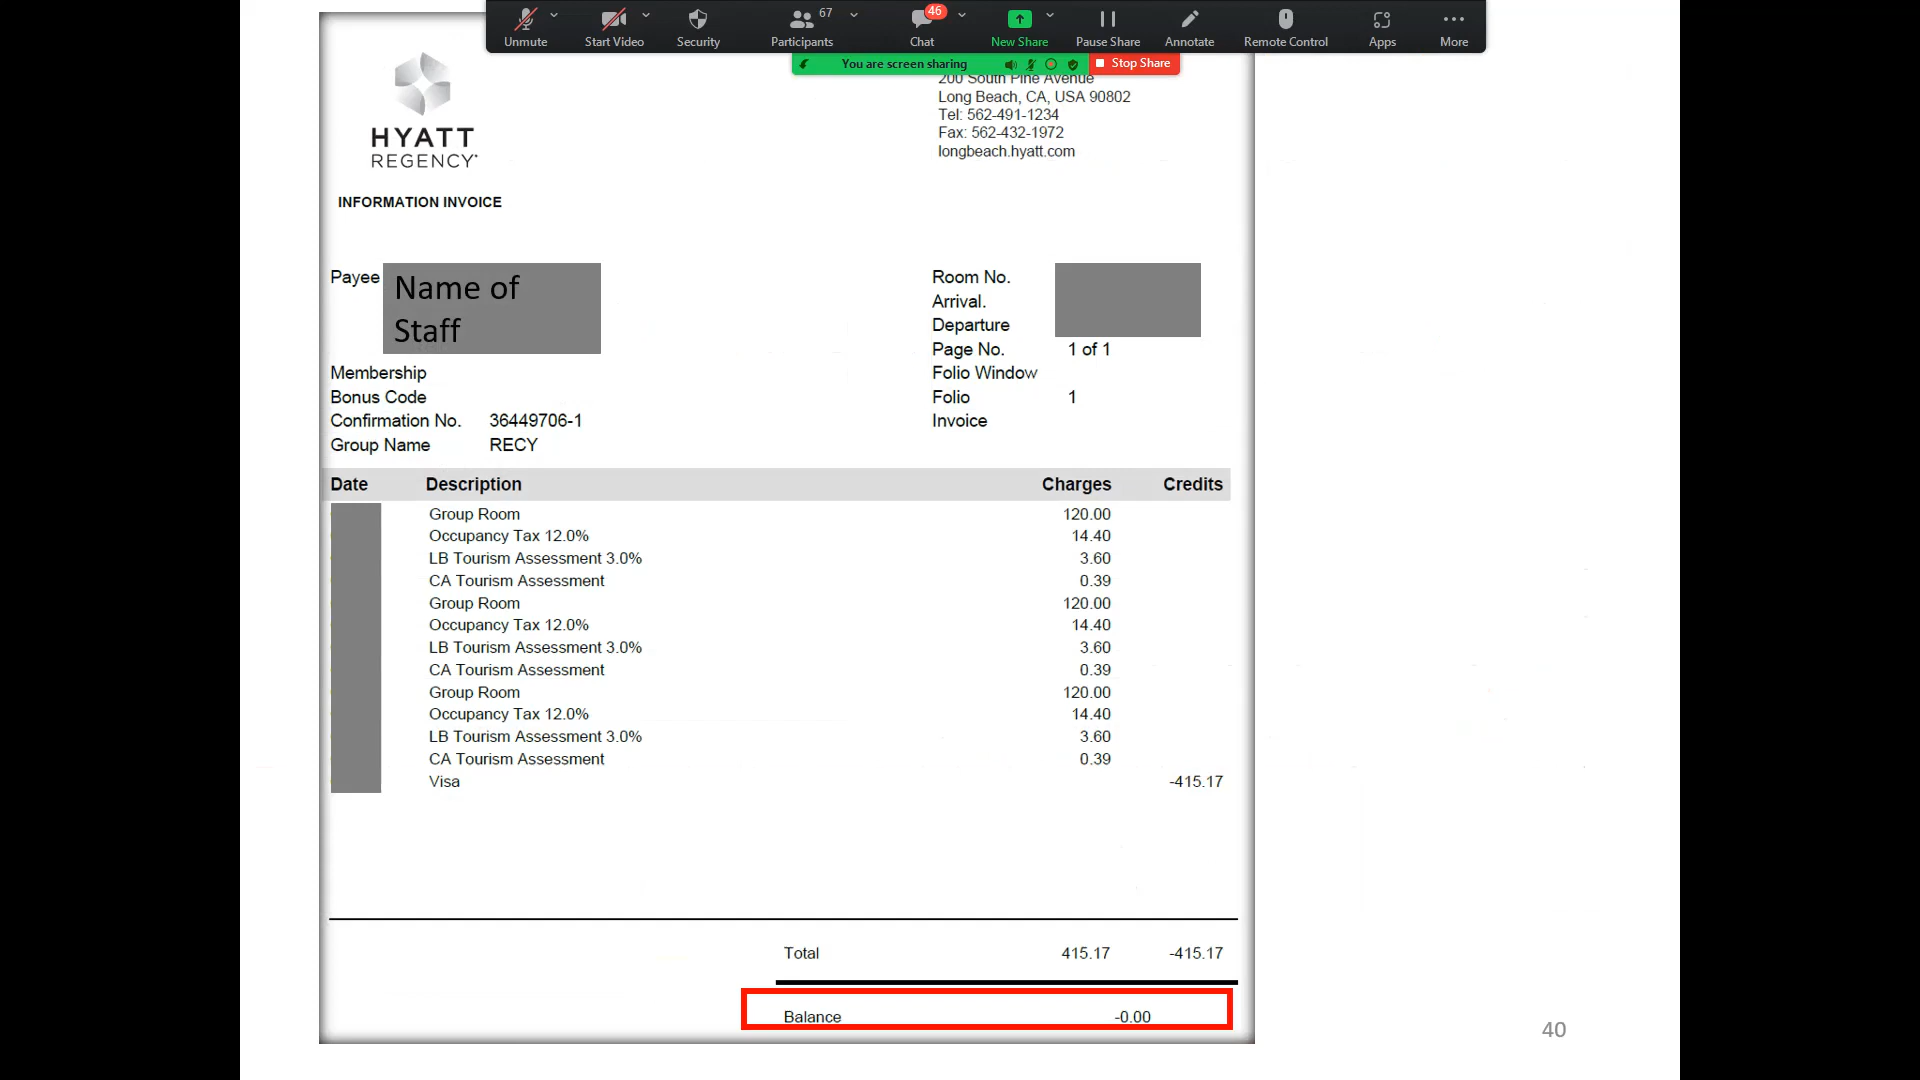 67
46
Unmute Start Video Security Participants Chat New Share Pause Share Annotate Remote Control Apps More
You are screen sharing Stop Share
200 South Pine Avenue
Long Beach, CA, USA 90802
Tel: 562-491-1234
Fax: 562-432-1972
longbeach.hyatt.com
HYATT
REGENCY
INFORMATION INVOICE
Payee Name of
Staff
Room No.
Arrival.
Departure
Page No. 1 of 1
Membership Folio Window
Bonus Code Folio 1
Confirmation No. 36449706-1 Invoice
Group Name RECY
Date Description Charges Credits
Group Room 120.00
Occupancy Tax 12.0% 14.40
LB Tourism Assessment 3.0% 3.60
CA Tourism Assessment 0.39
Group Room 120.00
Occupancy Tax 12.0% 14.40
LB Tourism Assessment 3.0% 3.60
CA Tourism Assessment 0.39
Group Room 120.00
Occupancy Tax 12.0% 14.40
LB Tourism Assessment 3.0% 3.60
CA Tourism Assessment 0.39
Visa -415.17
Total 415.17 -415.17
Balance -0.00
40